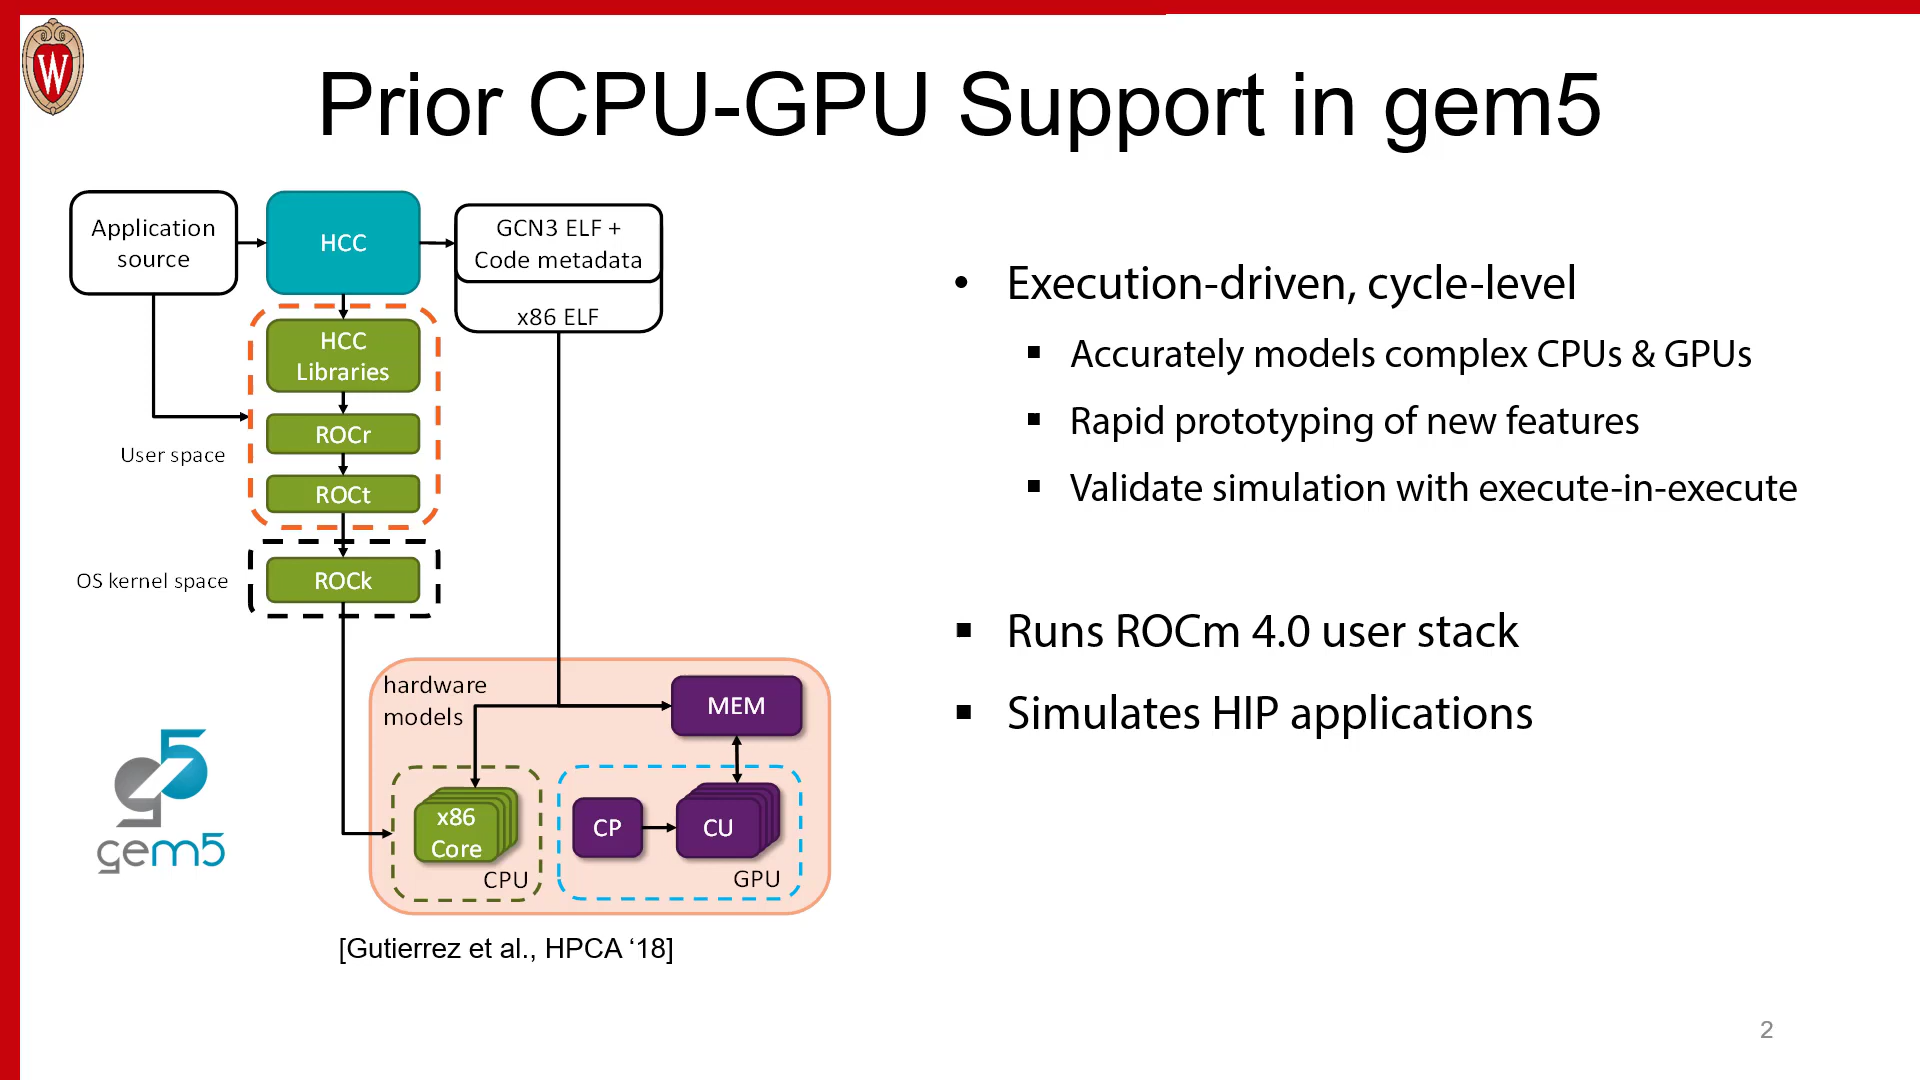 W
Prior CPU-GPU Support in gem5
Application
source
HCC
GCN3 ELF +
Code metadata
x86 ELF
HCC
Libraries
ROCr
User space
ROCt
OS kernel space
ROCk
hardware
models
MEM
x86
Core
CPU
CP
CU
GPU
gem5
[Gutierrez et al., HPCA ‘18]
• Execution-driven, cycle-level
▪ Accurately models complex CPUs & GPUs
▪ Rapid prototyping of new features
▪ Validate simulation with execute-in-execute
▪ Runs ROCm 4.0 user stack
▪ Simulates HIP applications
2